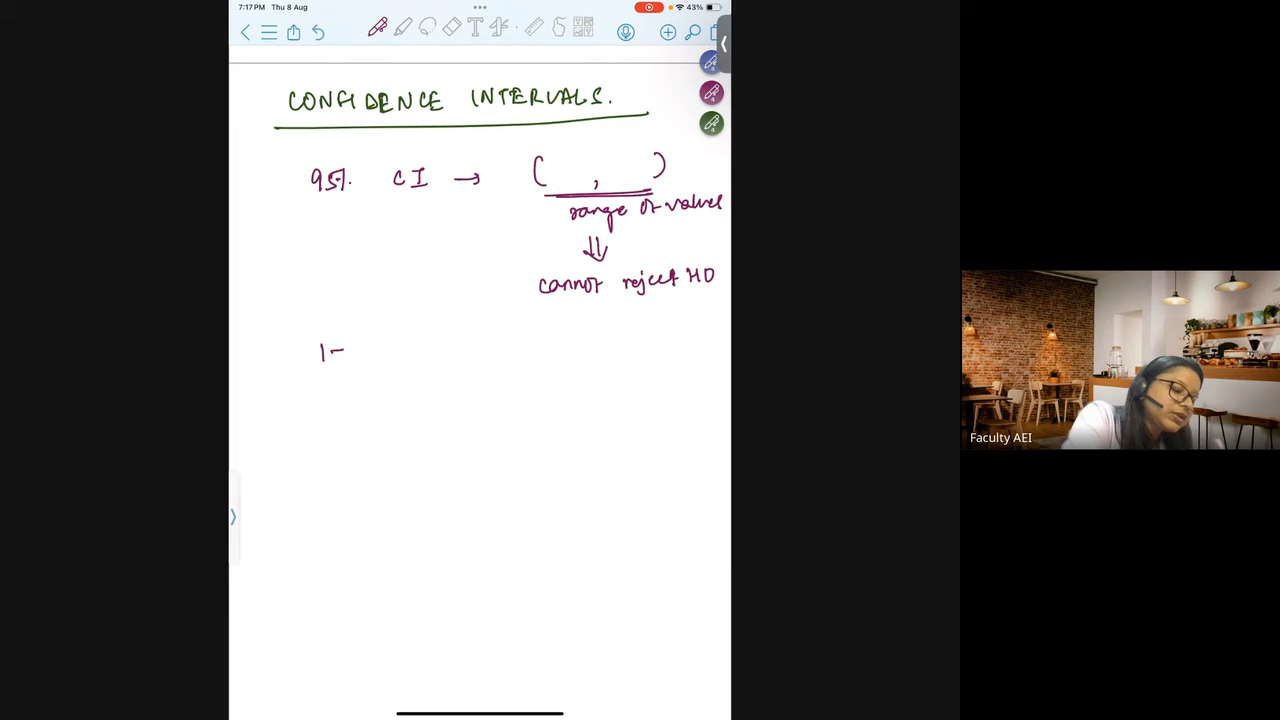 7:17 PM Thu 8 Aug
43%
CONFIDENCE INTERVALS.
95%. CI → ( , )
range of values
⇓
cannot reject H0
1-
Faculty AEI